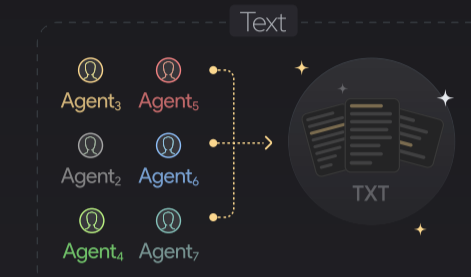 Text
Agent₃ Agent₅
Agent₂ Agent₆
TXT
Agent₄ Agent₇